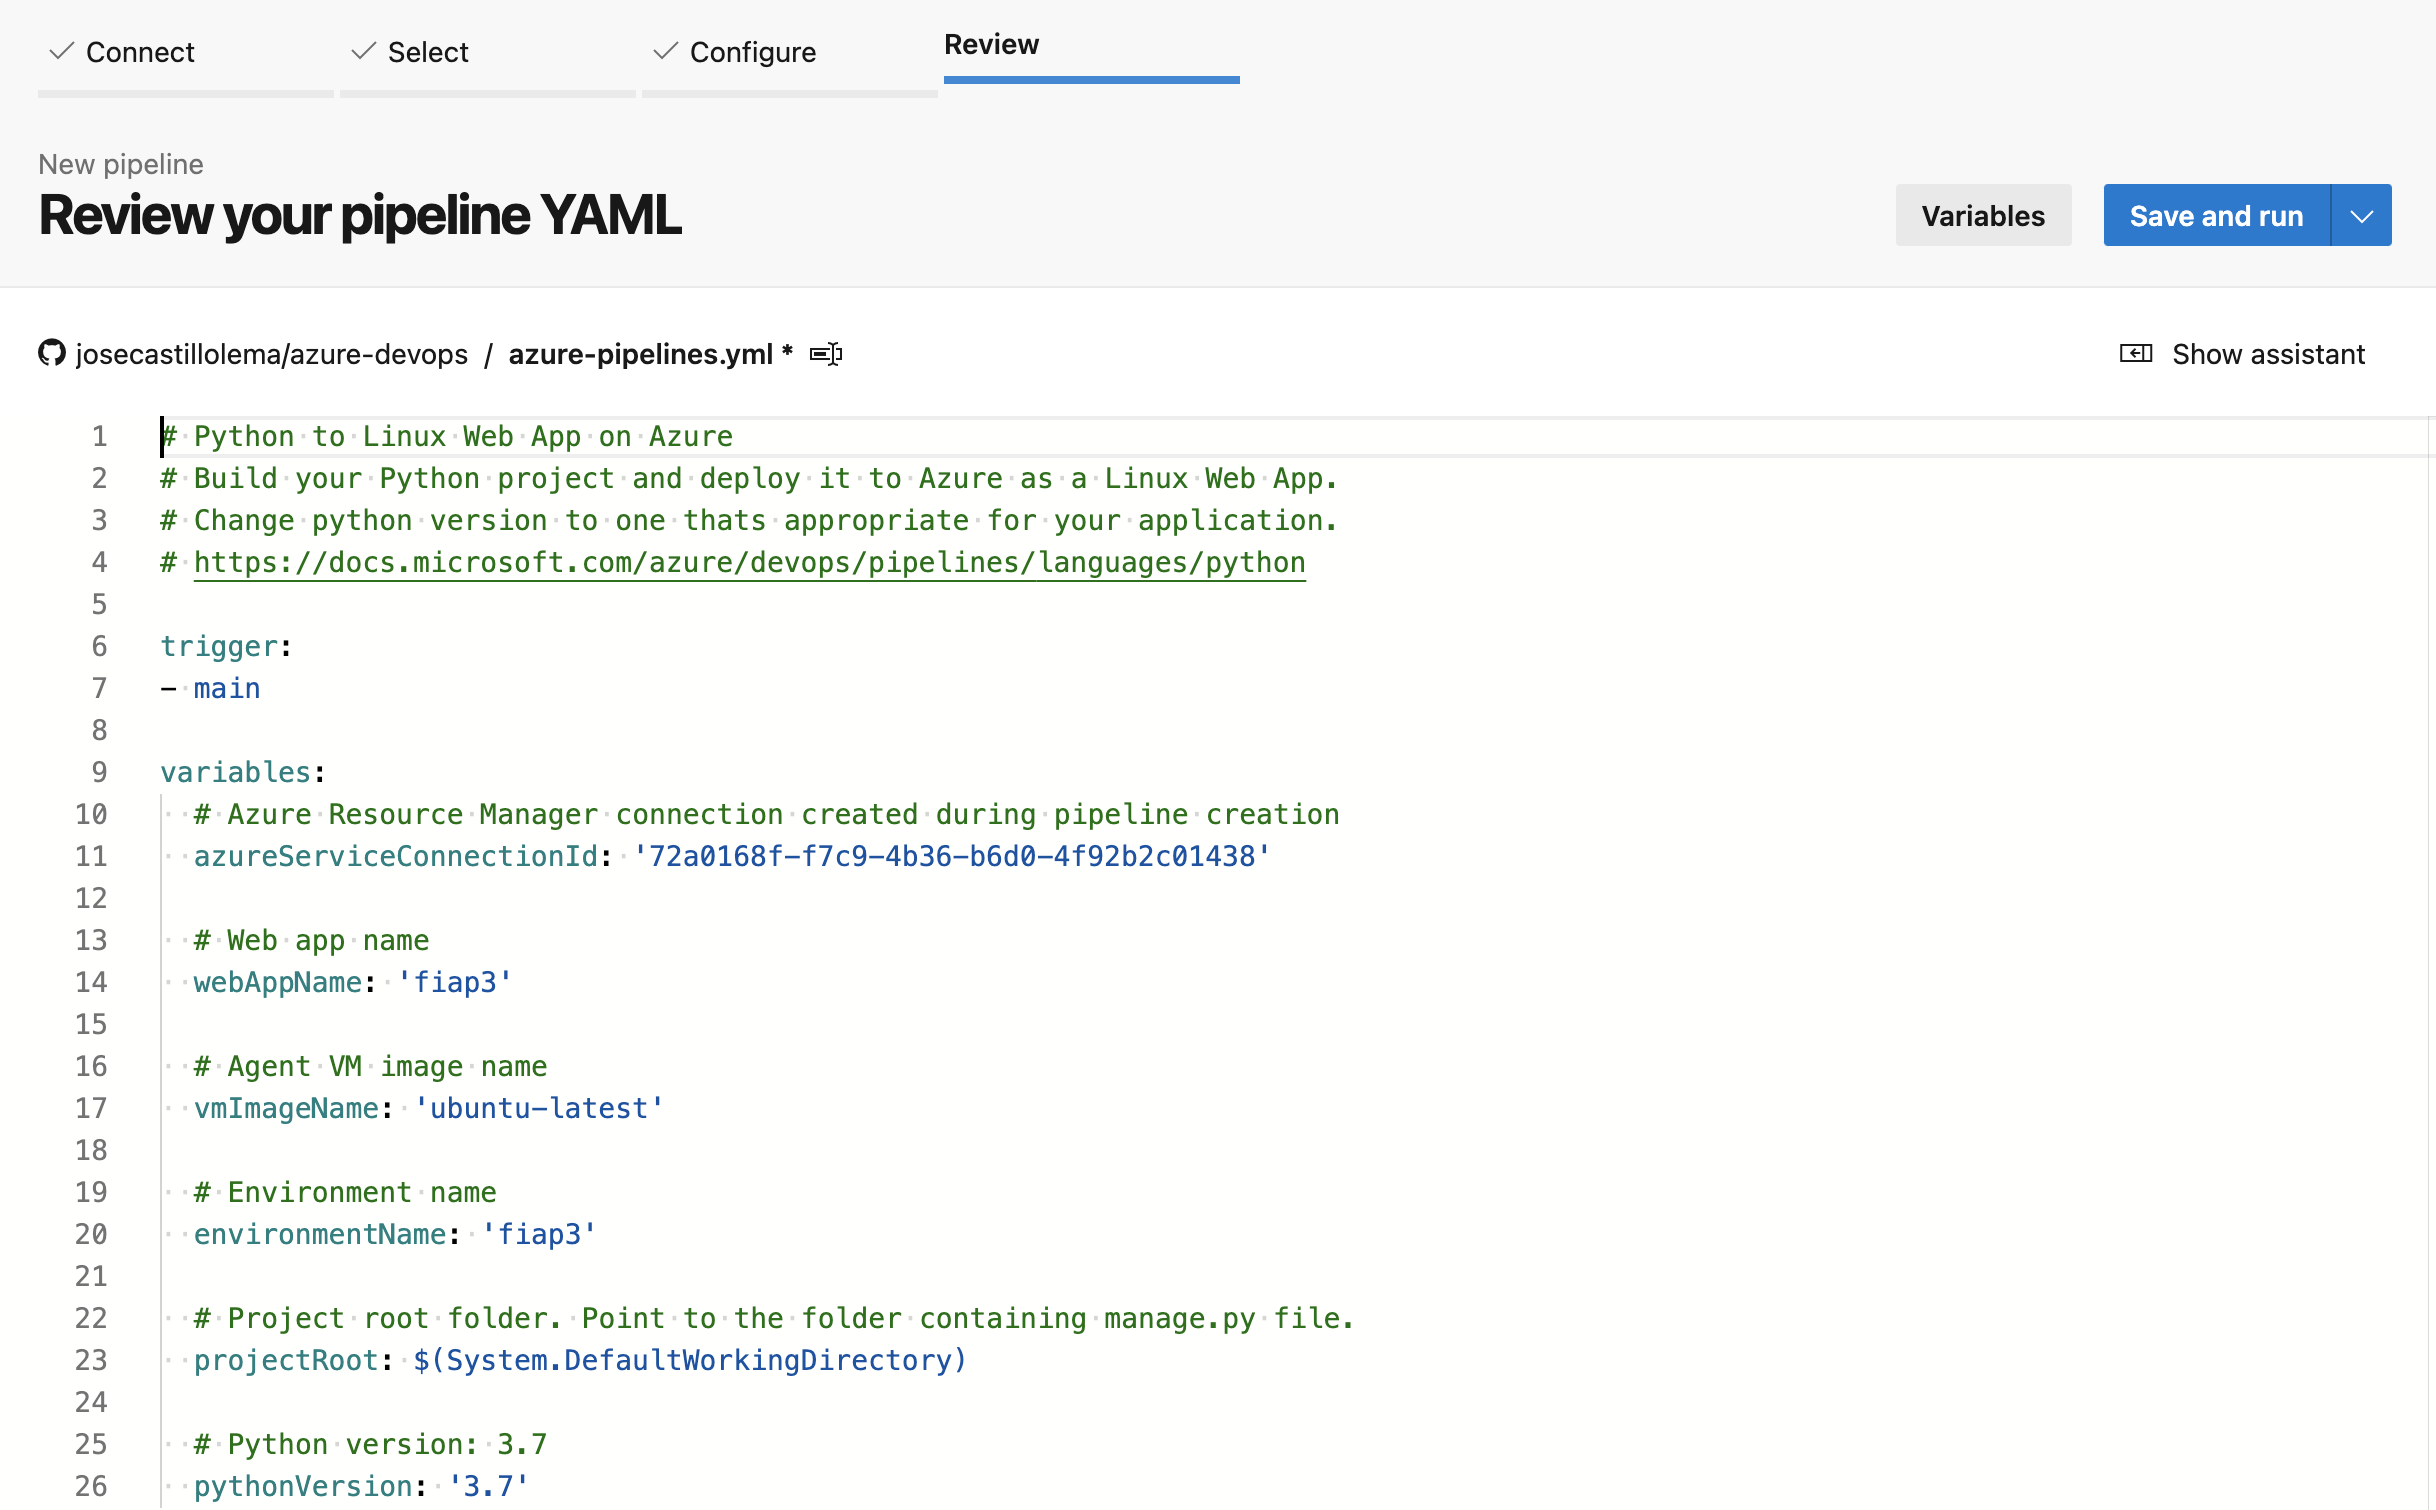 Connect
Select
Configure
Review
New pipeline
Review your pipeline YAML
Variables
Save and run
josecastillolema/azure-devops / azure-pipelines.yml *
Show assistant
1 # Python to Linux Web App on Azure
2 # Build your Python project and deploy it to Azure as a Linux Web App.
3 # Change python version to one thats appropriate for your application.
4 # https://docs.microsoft.com/azure/devops/pipelines/languages/python
5
6 trigger:
7 - main
8
9 variables:
10   # Azure Resource Manager connection created during pipeline creation
11   azureServiceConnectionId: '72a0168f-f7c9-4b36-b6d0-4f92b2c01438'
12
13   # Web app name
14   webAppName: 'fiap3'
15
16   # Agent VM image name
17   vmImageName: 'ubuntu-latest'
18
19   # Environment name
20   environmentName: 'fiap3'
21
22   # Project root folder. Point to the folder containing manage.py file.
23   projectRoot: $(System.DefaultWorkingDirectory)
24
25   # Python version: 3.7
26   pythonVersion: '3.7'